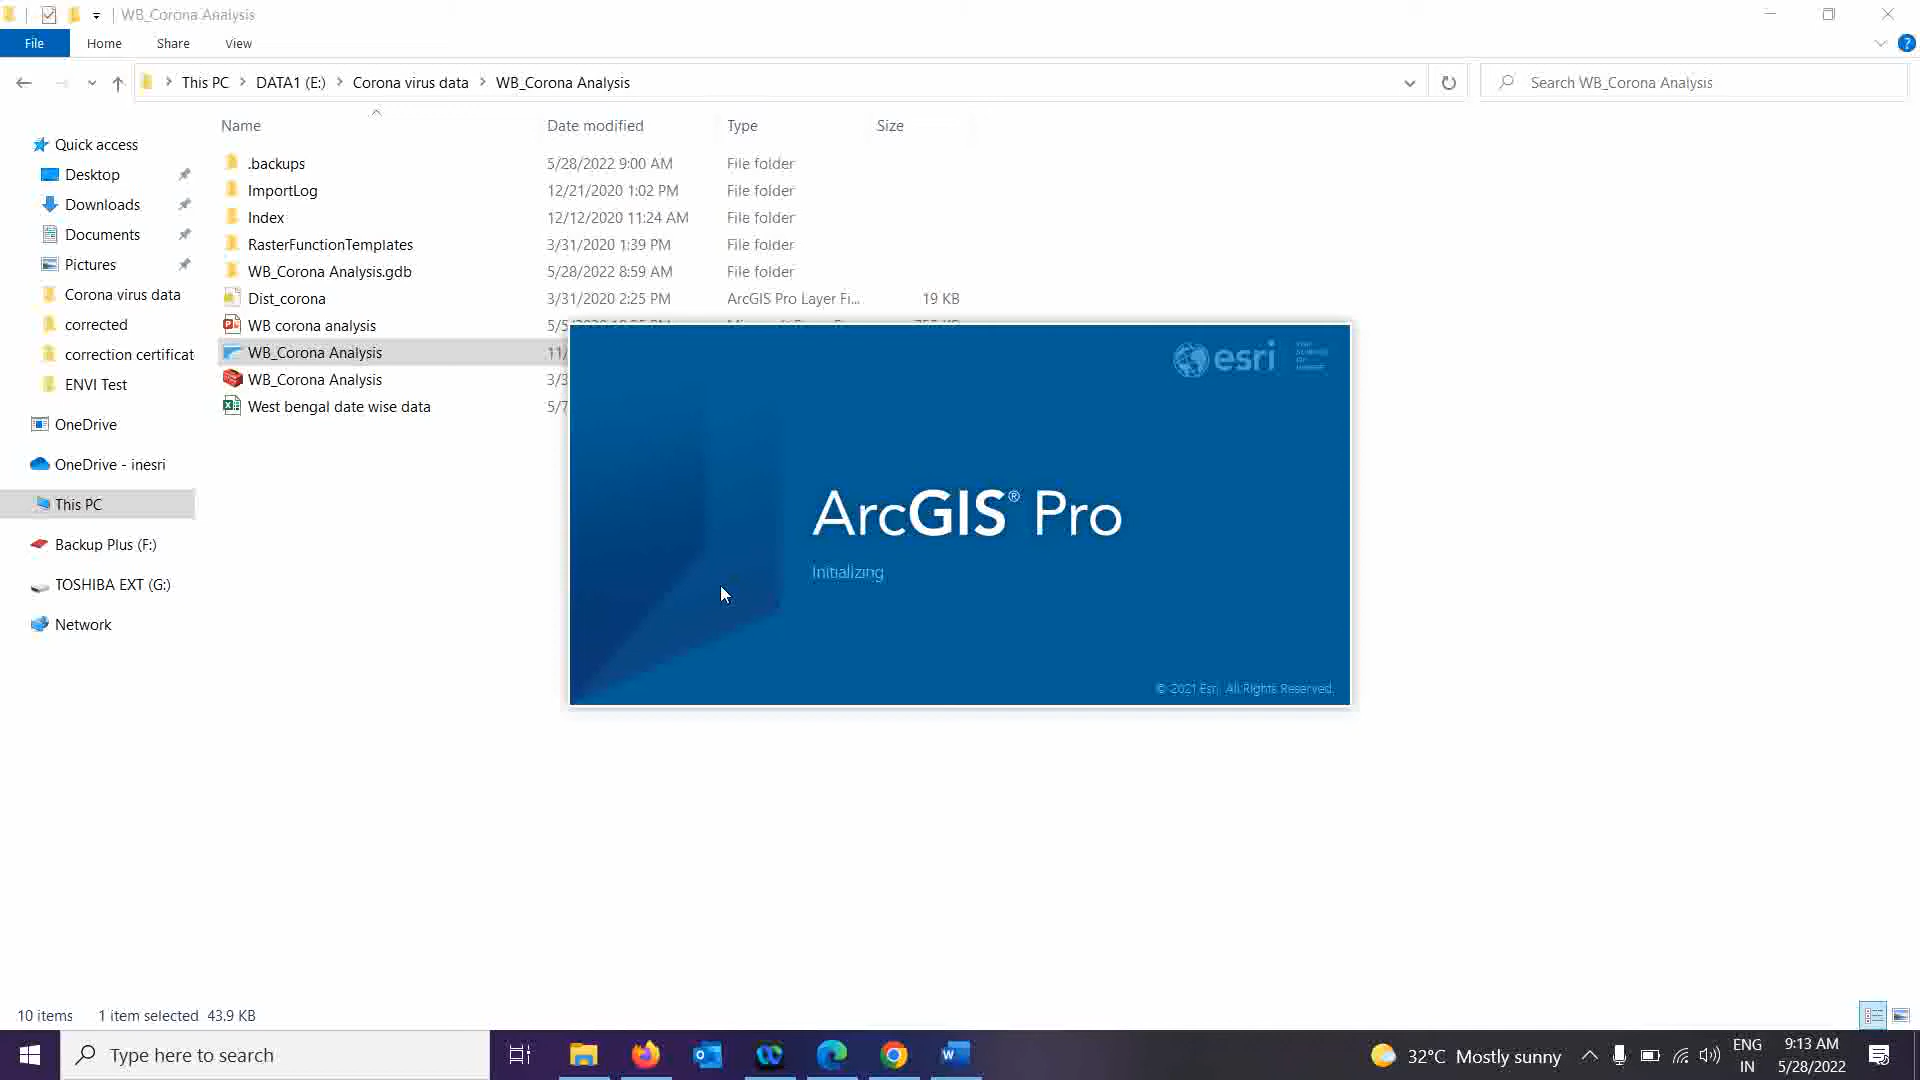 WB_Corona Analysis
File Home Share View
This PC DATA1 (E:) Corona virus data WB_Corona Analysis
Search WB_Corona Analysis
Name Date modified Type Size
Quick access
Desktop
Downloads
Documents
Pictures
Corona virus data
corrected
correction certificat
ENVI Test
OneDrive
OneDrive - inesri
This PC
Backup Plus (F:)
TOSHIBA EXT (G:)
Network
.backups 5/28/2022 9:00 AM File folder
ImportLog 12/21/2020 1:02 PM File folder
Index 12/12/2020 11:24 AM File folder
RasterFunctionTemplates 3/31/2020 1:39 PM File folder
WB_Corona Analysis.gdb 5/28/2022 8:59 AM File folder
Dist_corona 3/31/2020 2:25 PM ArcGIS Pro Layer Fi... 19 KB
WB corona analysis
WB_Corona Analysis 11/
WB_Corona Analysis 3/3
West bengal date wise data 5/7
esri
ArcGIS® Pro
Initializing
© 2021 Esri. All Rights Reserved.
10 items 1 item selected 43.9 KB
Type here to search
32°C Mostly sunny
ENG
IN
9:13 AM
5/28/2022